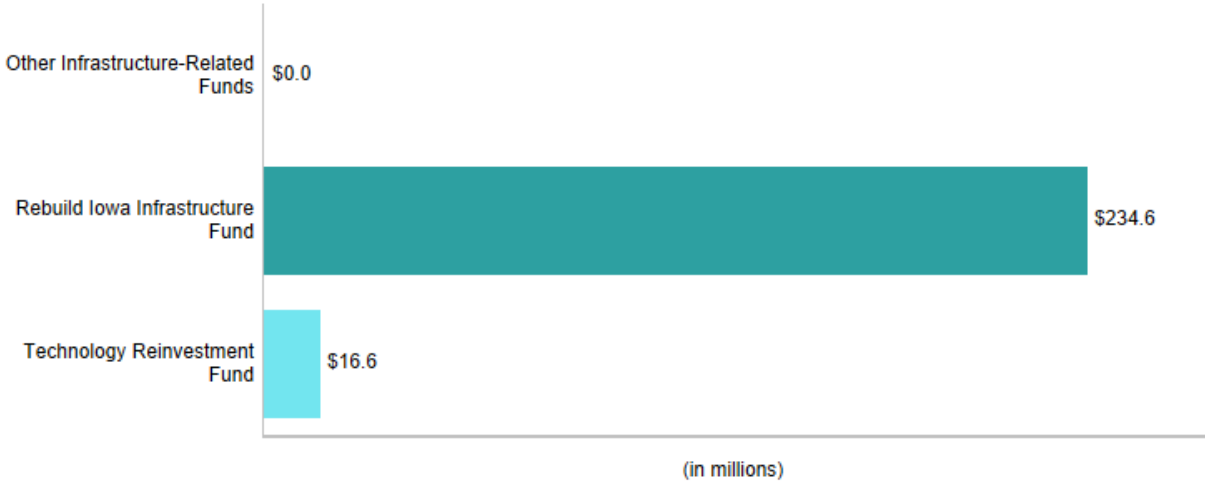 Other Infrastructure-Related
Funds
$0.0
Rebuild Iowa Infrastructure
Fund
$234.6
Technology Reinvestment
Fund
$16.6
(in millions)